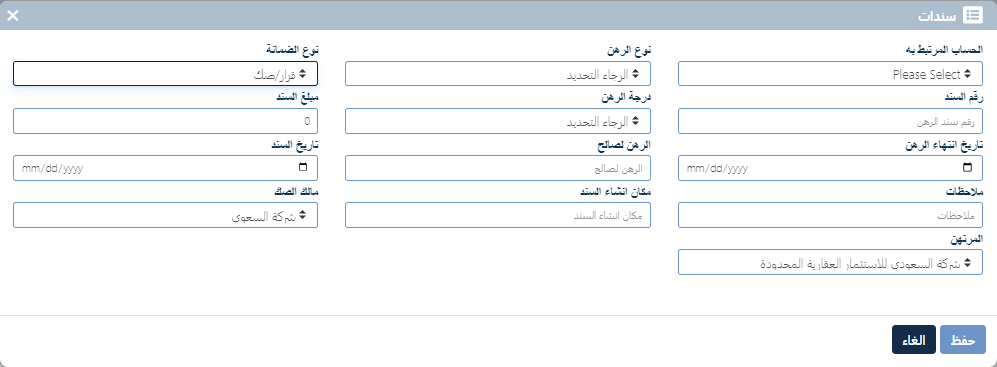 سندات
الحساب المرتبط به
نوع الرهن
نوع الضمانة
Please Select
الرجاء التحديد
قرار/صك
رقم السند
درجة الرهن
مبلغ السند
رقم سند الرهن
الرجاء التحديد
0
تاريخ انتهاء الرهن
الرهن لصالح
تاريخ السند
mm/dd/yyyy
الرهن لصالح
mm/dd/yyyy
ملاحظات
مكان انشاء السند
مالك الصك
ملاحظات
مكان انشاء السند
شركة السعوي
المرتهن
شركة السعودي للاستثمار العقارية المحدودة
حفظ
الغاء